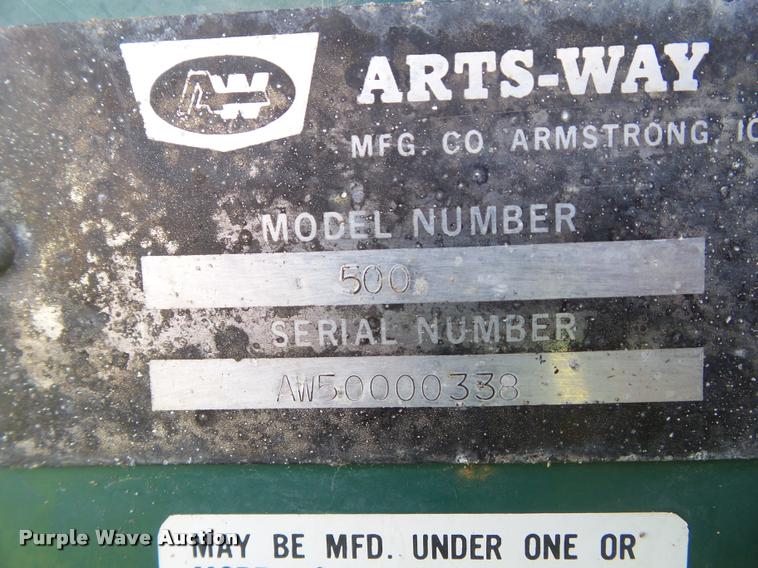 AW
ARTS-WAY
MFG. CO. ARMSTRONG, IO
MODEL NUMBER
500
SERIAL NUMBER
AW50000338
MAY BE MFD. UNDER ONE OR
Purple Wave Auction